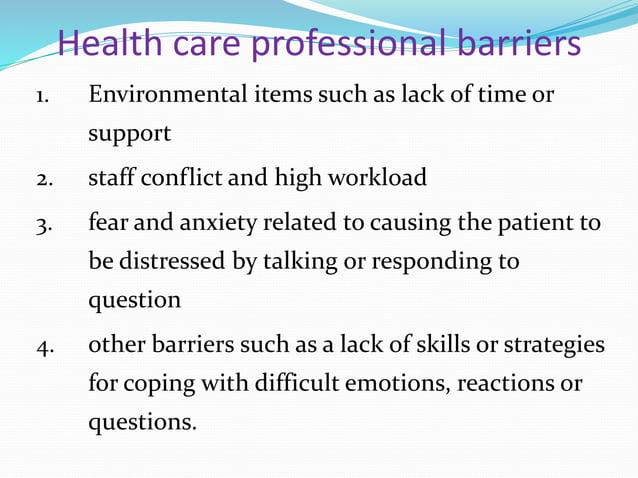 Health care professional barriers
1. Environmental items such as lack of time or
support
2. staff conflict and high workload
3. fear and anxiety related to causing the patient to
be distressed by talking or responding to
question
4. other barriers such as a lack of skills or strategies
for coping with difficult emotions, reactions or
questions.